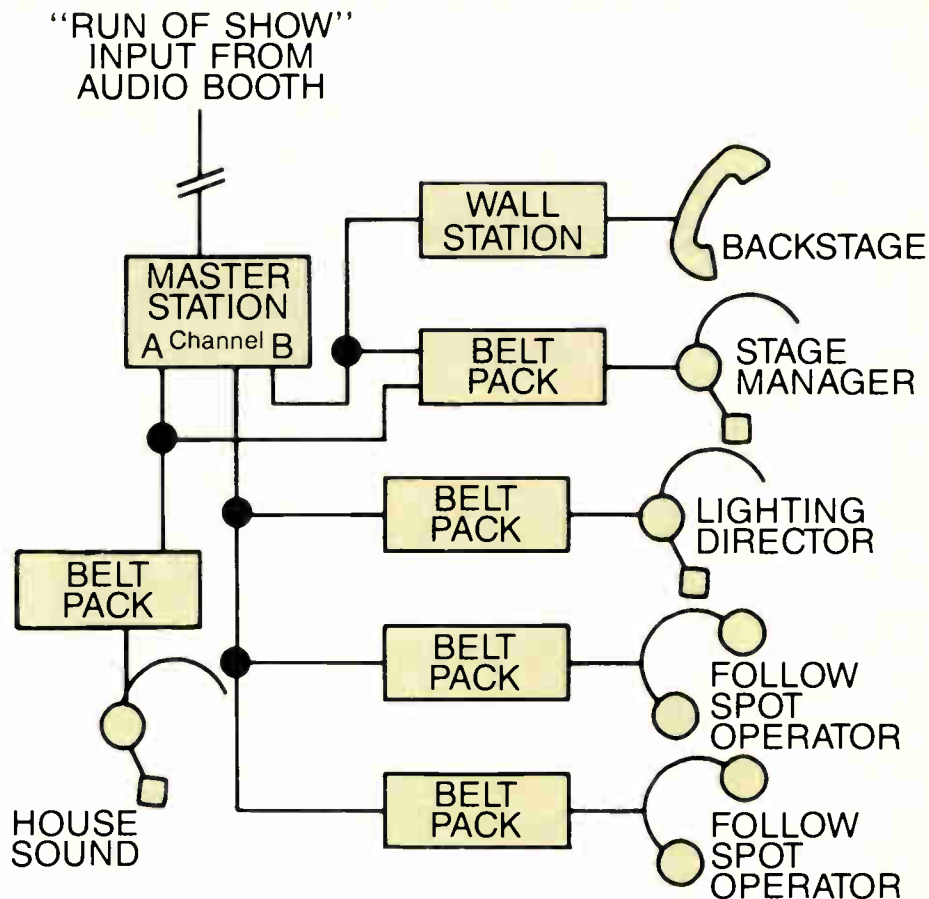 “RUN OF SHOW”
INPUT FROM
AUDIO BOOTH
WALL
STATION
BACKSTAGE
MASTER
STATION
A Channel B
BELT
PACK
STAGE
MANAGER
BELT
PACK
LIGHTING
DIRECTOR
BELT
PACK
BELT
PACK
FOLLOW
SPOT
OPERATOR
HOUSE
SOUND
BELT
PACK
FOLLOW
SPOT
OPERATOR